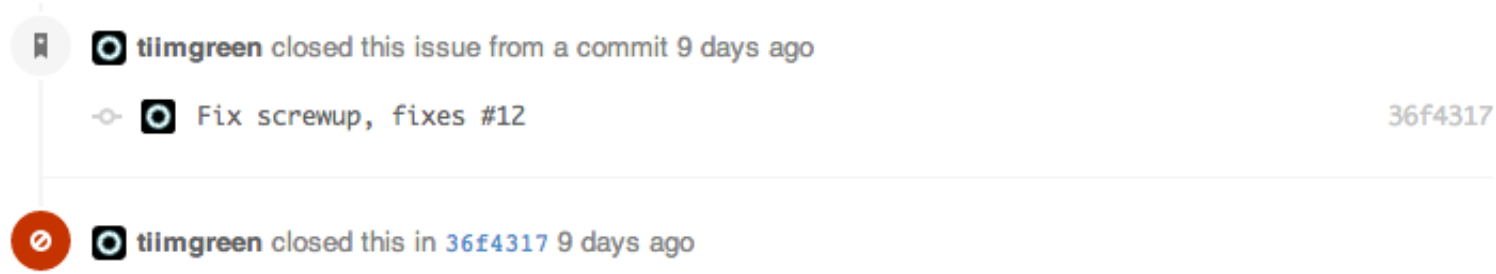 tiimgreen closed this issue from a commit 9 days ago
Fix screwup, fixes #12 36f4317
tiimgreen closed this in 36f4317 9 days ago